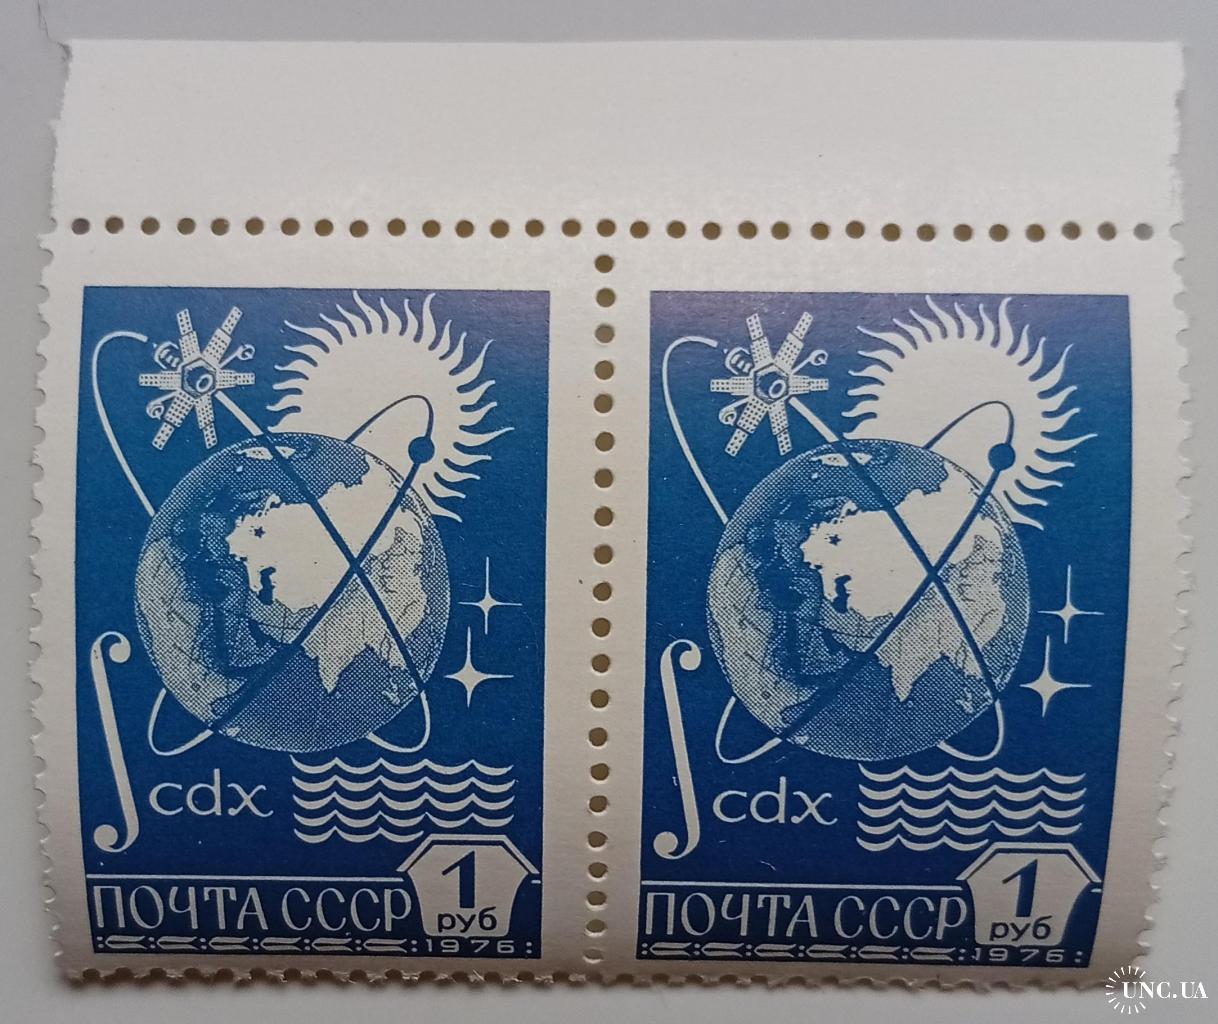 ∫ cdx
ПОЧТА СССР
1
руб
1976
∫ cdx
ПОЧТА СССР
1
руб
1976
UNC.UA